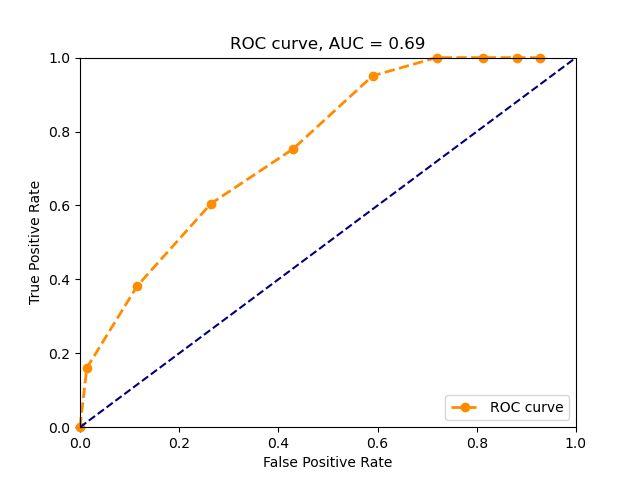 ROC curve, AUC = 0.69
1.0
0.8
0.6
0.4
0.2
0.0
True Positive Rate
ROC curve
0.0 0.2 0.4 0.6 0.8 1.0
False Positive Rate